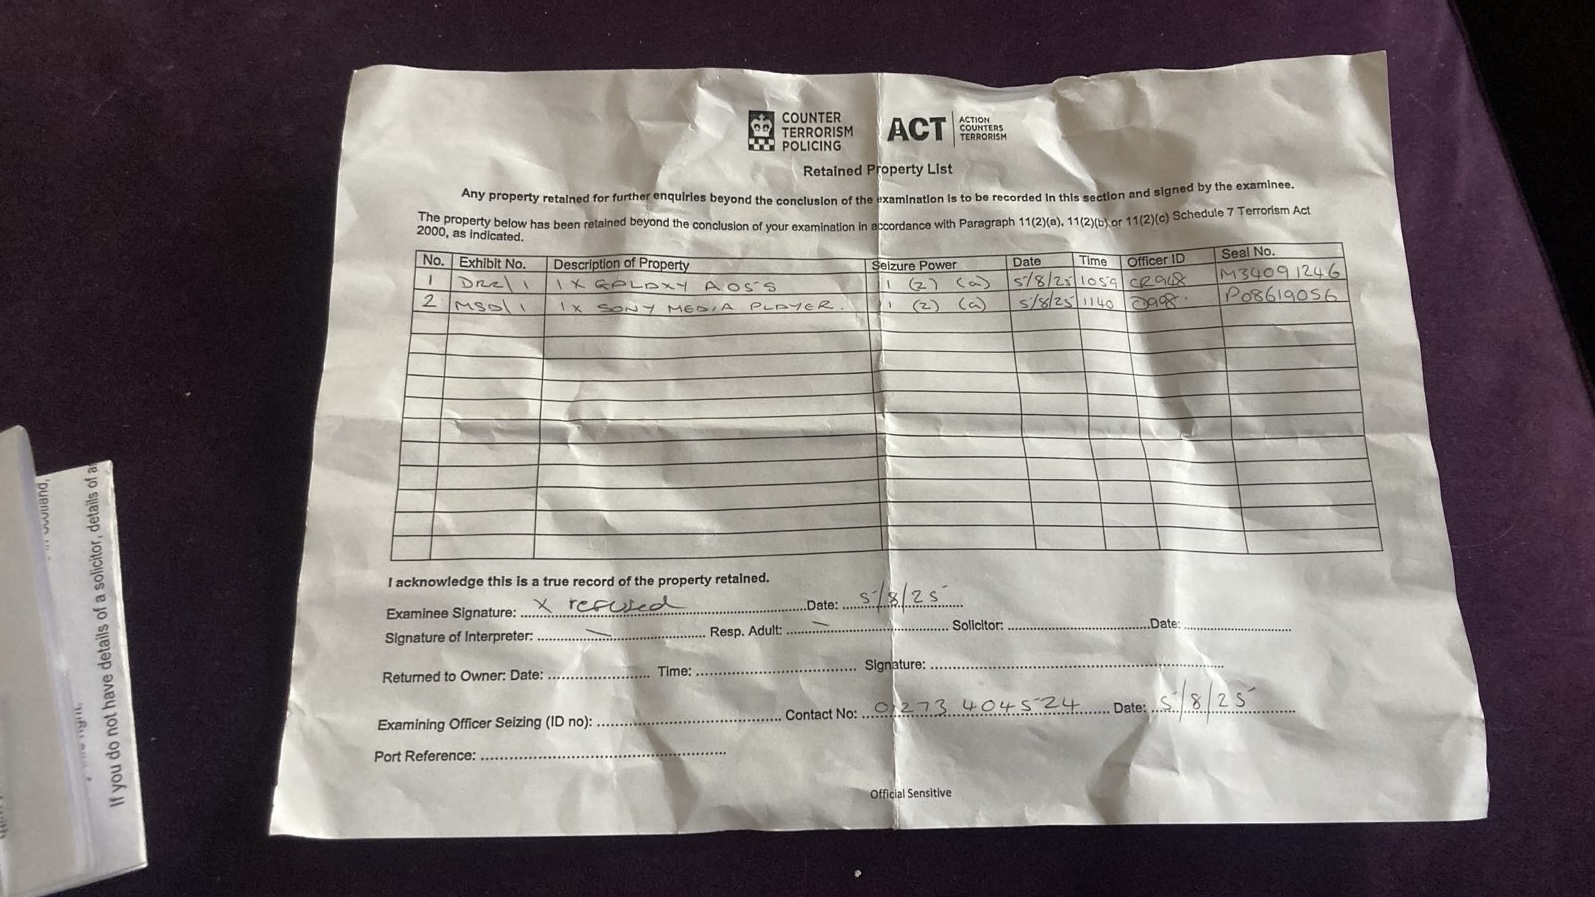 COUNTER
TERRORISM
POLICING
ACT
ACTION
COUNTERS
TERRORISM
Retained Property List
Any property retained for further enquiries beyond the conclusion of the examination is to be recorded in this section and signed by the examinee.
The property below has been retained beyond the conclusion of your examination in accordance with Paragraph 11(2)(a), 11(2)(b) or 11(2)(c) Schedule 7 Terrorism Act
2000, as indicated.
No. Exhibit No. Description of Property Seizure Power Date Time Officer ID Seal No.
1 1 X GALAXY A05S (2) (a) 5/8/25 1059 M34091246
2 MSD/1 1X SONY MEDIA PLAYER. (2) (a) 5/8/25 1140 P08619056
I acknowledge this is a true record of the property retained.
Examinee Signature: X refused Date: 5/8/25
Signature of Interpreter: — Resp. Adult: — Solicitor: Date:
Returned to Owner: Date: Time: Signature:
Examining Officer Seizing (ID no): Contact No: 01273 404524 Date: 5/8/25
Port Reference:
Official Sensitive
If you do not have details of a solicitor, details of a